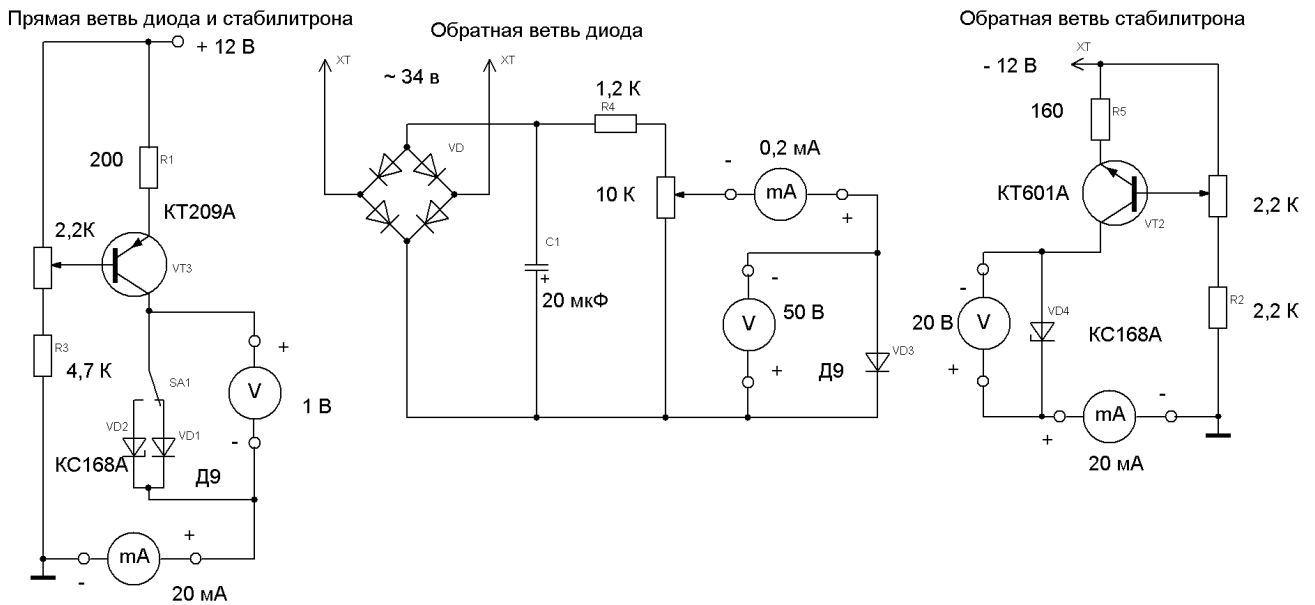 Прямая ветвь диода и стабилитрона
+ 12 В
200
R1
КТ209А
2,2К
VT3
R3
4,7 К
SA1
+
V
1 В
-
VD2
VD1
КС168А
Д9
-
mA
+
20 мА
Обратная ветвь диода
XT
~ 34 в
XT
1,2 К
R4
VD
10 К
-
0,2 мА
mA
+
C1
+
20 мкФ
-
V
50 В
+
Д9
VD3
Обратная ветвь стабилитрона
XT
- 12 В
160
R5
КТ601А
VT2
2,2 К
R2
2,2 К
-
20 В
V
+
VD4
КС168А
+
mA
-
20 мА